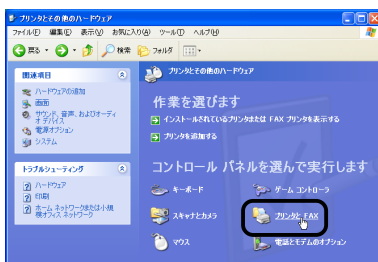 プリンタとその他のハードウェア
ファイル(F) 編集(E) 表示(V) お気に入り(A) ツール(T) ヘルプ(H)
戻る 検索 フォルダ
関連項目
ハードウェアの追加
画面
サウンド、音声、およびオーディ
オ デバイス
電源オプション
システム
トラブルシューティング
ハードウェア
印刷
ホーム ネットワークまたは小規
模オフィス ネットワーク
プリンタとその他のハードウェア
作業を選びます
インストールされているプリンタまたは FAX プリンタを表示する
プリンタを追加する
コントロール パネルを選んで実行します
キーボード ゲーム コントローラ
スキャナとカメラ プリンタと FAX
マウス 電話とモデムのオプション